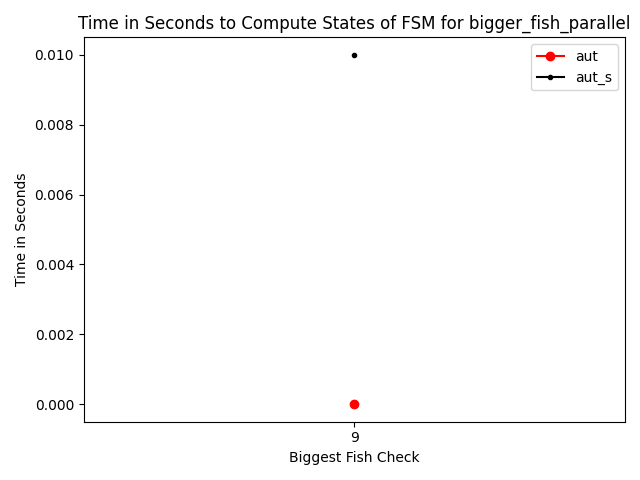 Time in Seconds to Compute States of FSM for bigger_fish_parallel
aut
aut_s
0.010
0.008
0.006
0.004
0.002
0.000
Time in Seconds
9
Biggest Fish Check